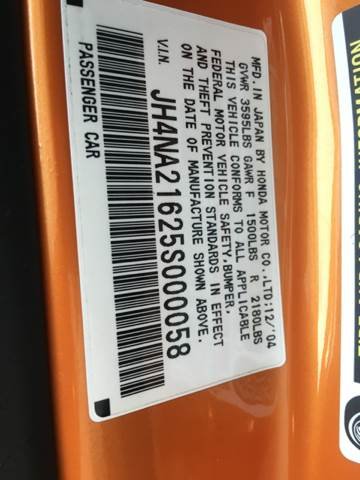 MFD.IN JAPAN BY HONDA MOTOR CO.,LTD;12/'04
GVWR 3595LBS GAWR F 1500LBS R 2180LBS
THIS VEHICLE CONFORMS TO ALL APPLICABLE
FEDERAL MOTOR VEHICLE SAFETY,BUMPER,
AND THEFT PREVENTION STANDARDS IN EFFECT
ON THE DATE OF MANUFACTURE SHOWN ABOVE.
V.I.N. JH4NA21625S000058
PASSENGER CAR